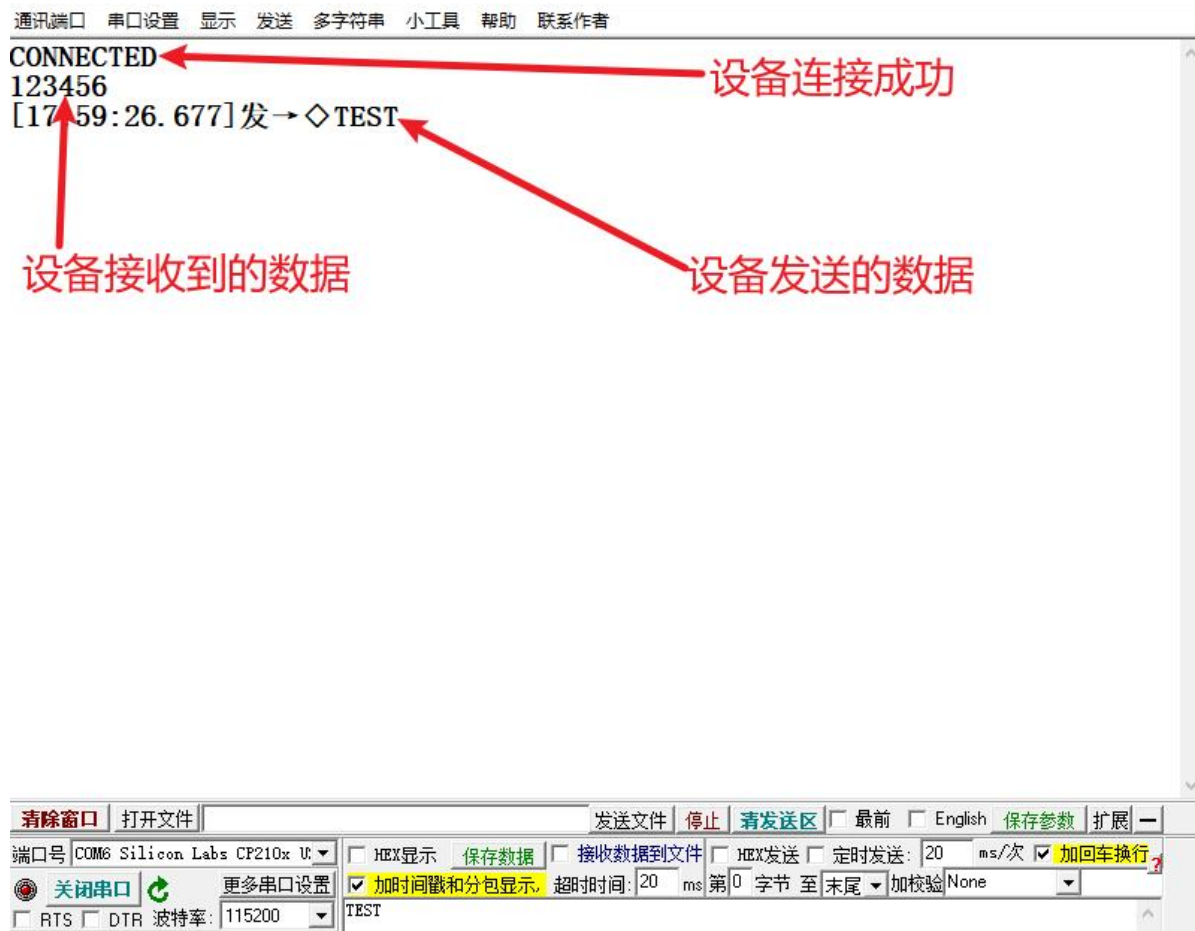 通讯端口 串口设置 显示 发送 多字符串 小工具 帮助 联系作者
CONNECTED
设备连接成功
123456
[17:59:26.677]发→◇TEST
设备接收到的数据
设备发送的数据
清除窗口 打开文件 发送文件 停止 清发送区 最前 English 保存参数 扩展 —
端口号 COM6 Silicon Labs CP210x HEX显示 保存数据 接收数据到文件 HEX发送 定时发送: 20 ms/次 加回车换行 ?
关闭串口 更多串口设置 加时间戳和分包显示, 超时时间: 20 ms 第0 字节 至 末尾 加校验 None
RTS DTR 波特率: 115200 TEST